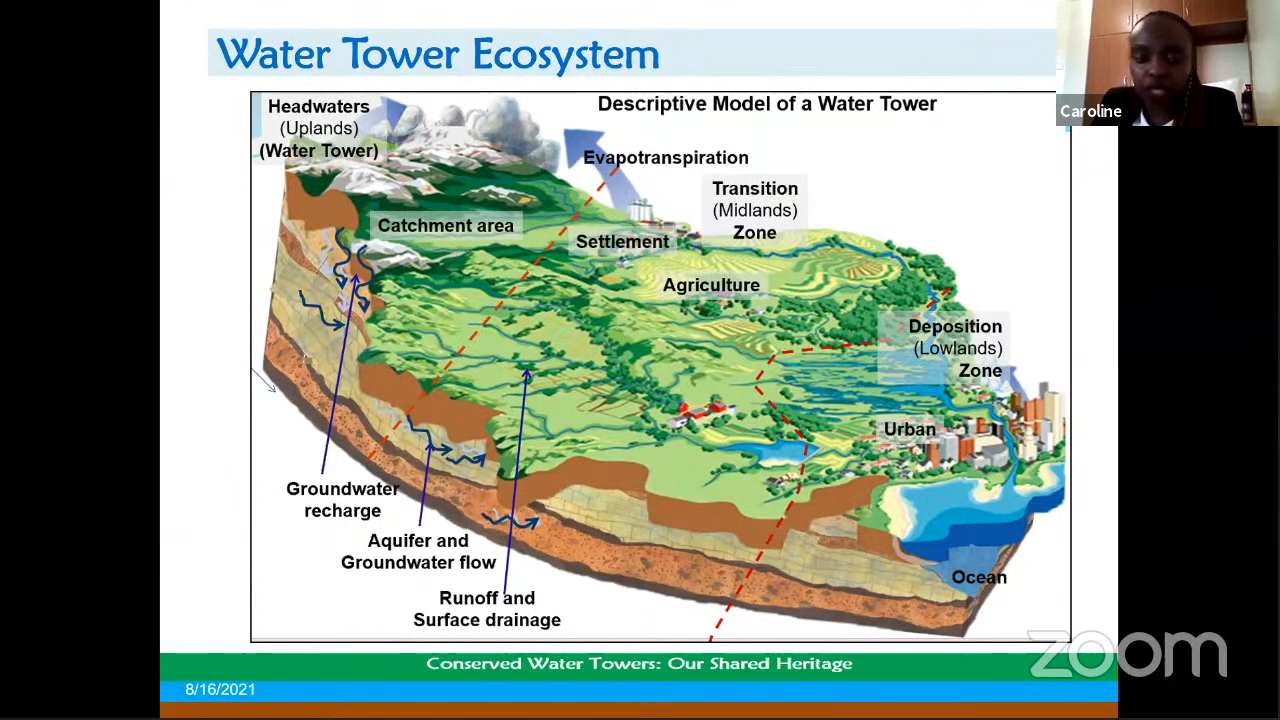 Water Tower Ecosystem
Caroline
Headwaters
(Uplands)
(Water Tower)
Descriptive Model of a Water Tower
Evapotranspiration
Transition
(Midlands)
Zone
Catchment area
Settlement
Agriculture
Deposition
(Lowlands)
Zone
Urban
Groundwater
recharge
Aquifer and
Groundwater flow
Ocean
Runoff and
Surface drainage
zoom
Conserved Water Towers: Our Shared Heritage
8/16/2021